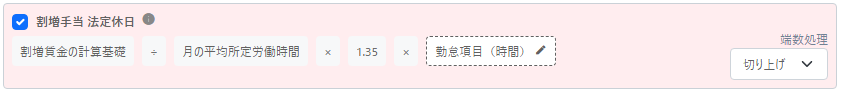 割増手当 法定休日
端数処理
割増賃金の計算基礎 ÷ 月の平均所定労働時間 × 1.35 × 勤怠項目（時間）
切り上げ